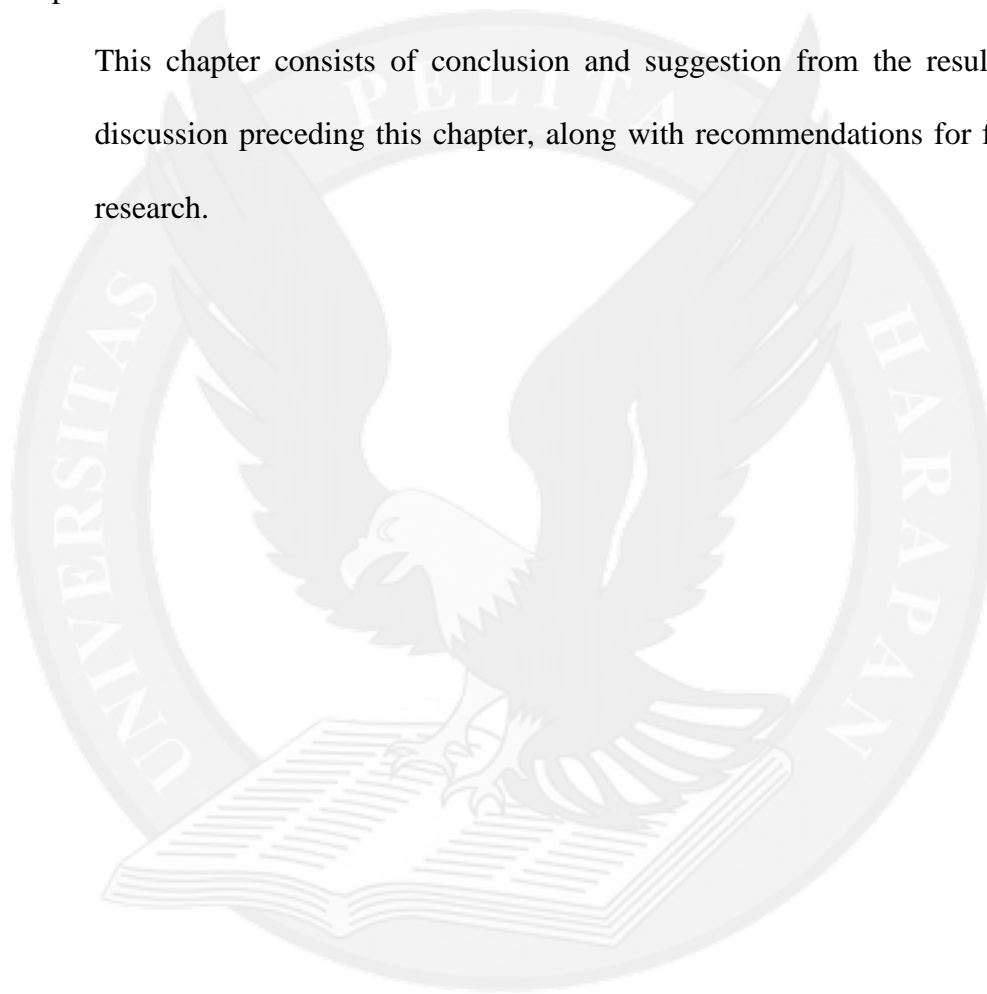 This chapter consists of conclusion and suggestion from the resul
discussion preceding this chapter, along with recommendations for f
research.
UNIVERSITAS PELITA HARAPAN